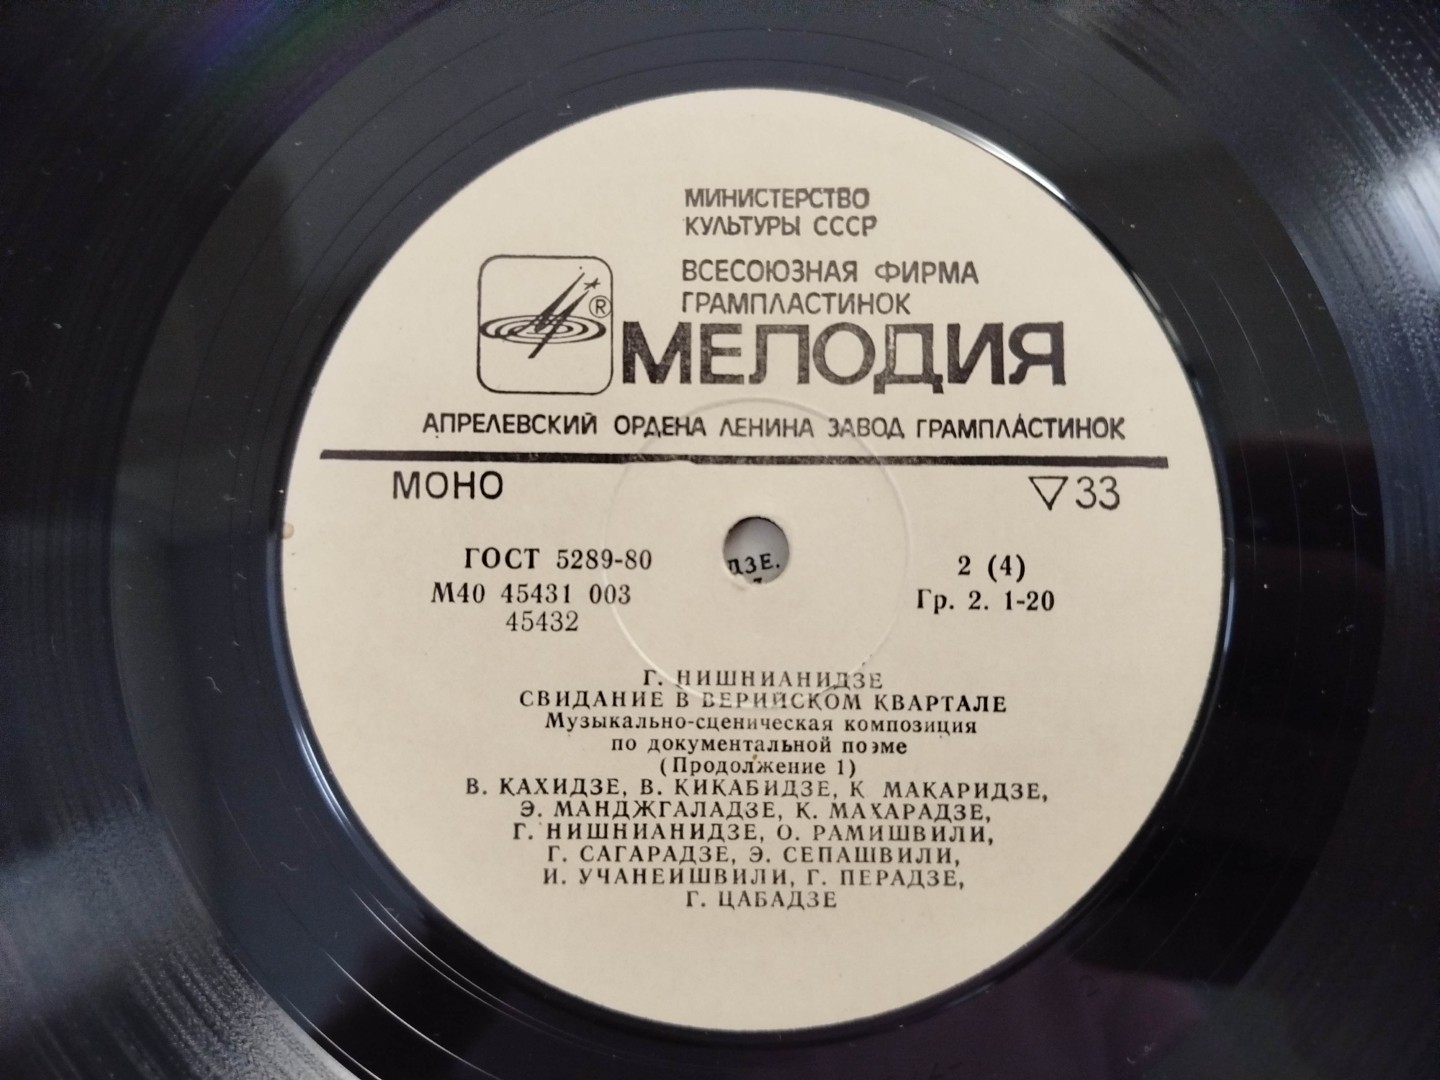 МИНИСТЕРСТВО
КУЛЬТУРЫ СССР
ВСЕСОЮЗНАЯ ФИРМА
ГРАМПЛАСТИНОК
®
МЕЛОДИЯ
АПРЕЛЕВСКИЙ ОРДЕНА ЛЕНИНА ЗАВОД ГРАМПЛАСТИНОК
МОНО ▽33
ГОСТ 5289-80 2 (4)
М40 45431 003 Гр. 2. 1-20
45432
ДЗЕ.
Г. НИШНИАНИДЗЕ
СВИДАНИЕ В ВЕРИЙСКОМ КВАРТАЛЕ
Музыкально-сценическая композиция
по документальной поэме
(Продолжение 1)
В. КАХИДЗЕ, В. КИКАБИДЗЕ, К МАКАРИДЗЕ,
Э. МАНДЖГАЛАДЗЕ, К. МАХАРАДЗЕ,
Г. НИШНИАНИДЗЕ, О. РАМИШВИЛИ,
Г. САГАРАДЗЕ, Э. СЕПАШВИЛИ,
И. УЧАНЕИШВИЛИ, Г. ПЕРАДЗЕ,
Г. ЦАБАДЗЕ